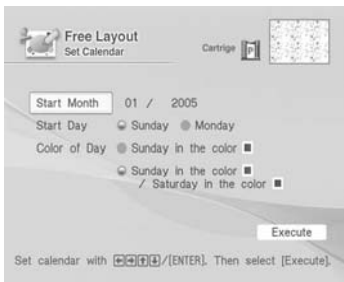 Free Layout
Set Calendar
Cartrige P
Start Month 01 / 2005
Start Day Sunday Monday
Color of Day Sunday in the color
Sunday in the color
/ Saturday in the color
Execute
Set calendar with ←→↑↓/[ENTER]. Then select [Execute].